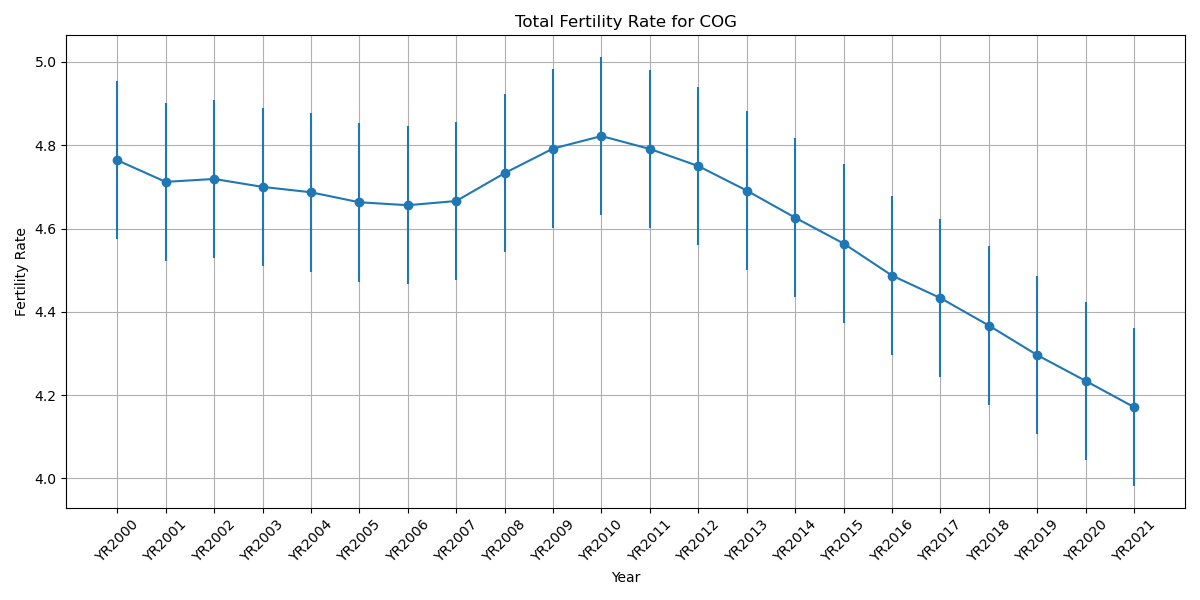 Total Fertility Rate for COG
Fertility Rate
5.0
4.8
4.6
4.4
4.2
4.0
YR2000
YR2001
YR2002
YR2003
YR2004
YR2005
YR2006
YR2007
YR2008
YR2009
YR2010
YR2011
YR2012
YR2013
YR2014
YR2015
YR2016
YR2017
YR2018
YR2019
YR2020
YR2021
Year